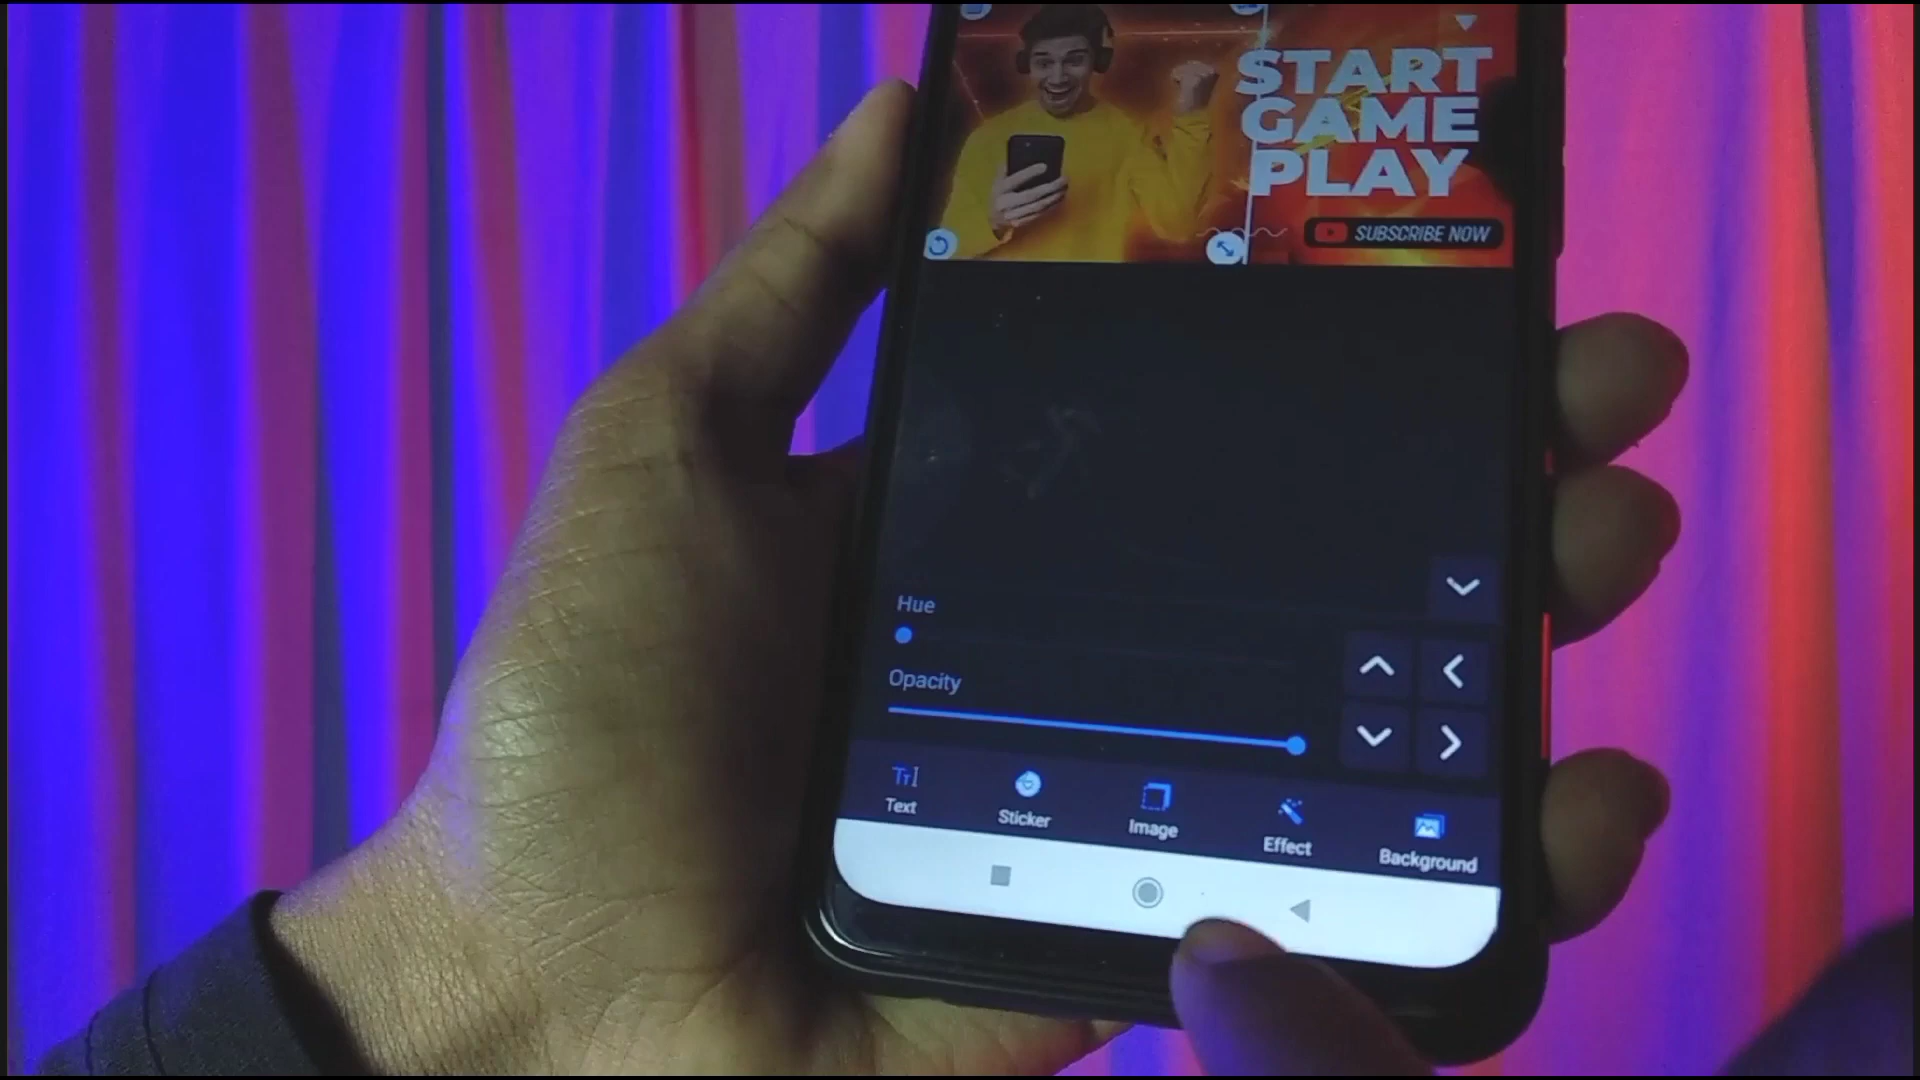 START
GAME
PLAY
SUBSCRIBE NOW
Hue
Opacity
Text
Sticker
Image
Effect
Background